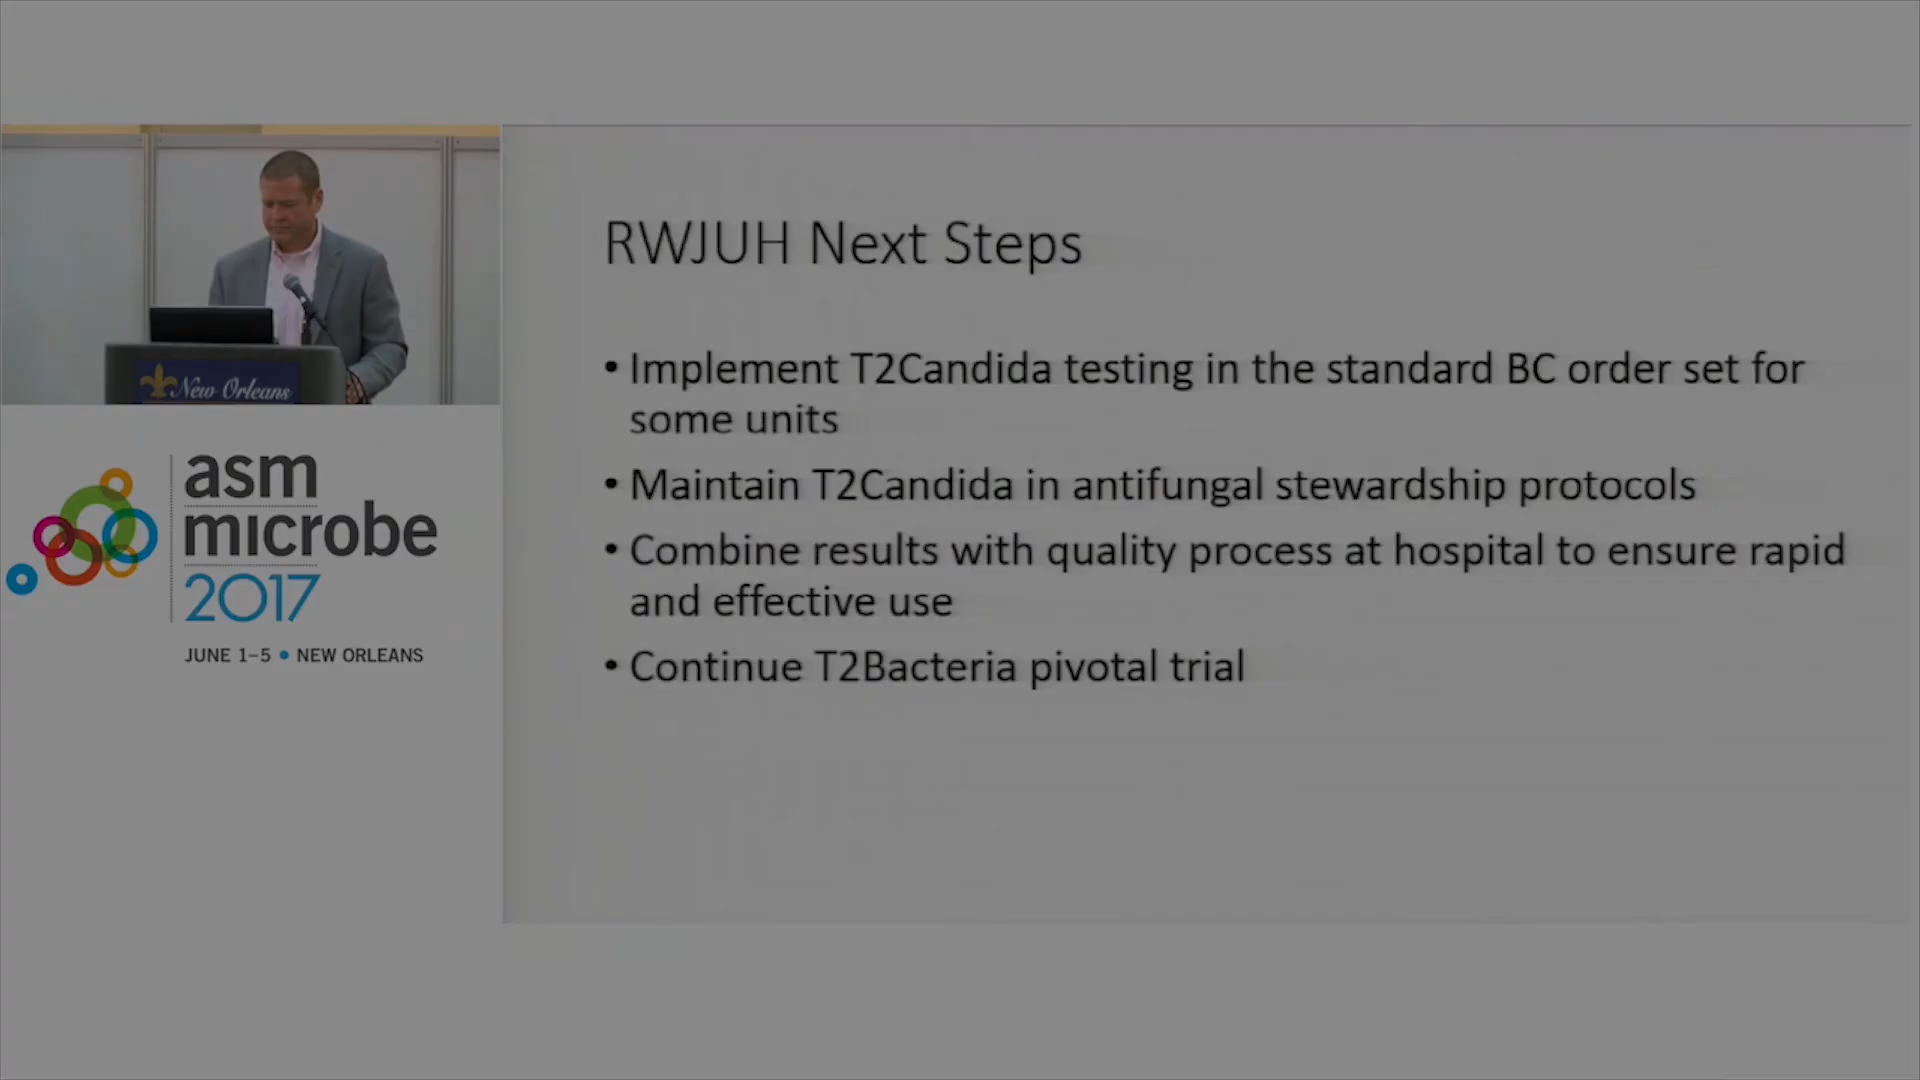 New Orleans
asm
microbe
2017
JUNE 1–5 • NEW ORLEANS
RWJUH Next Steps
• Implement T2Candida testing in the standard BC order set for
some units
• Maintain T2Candida in antifungal stewardship protocols
• Combine results with quality process at hospital to ensure rapid
and effective use
• Continue T2Bacteria pivotal trial